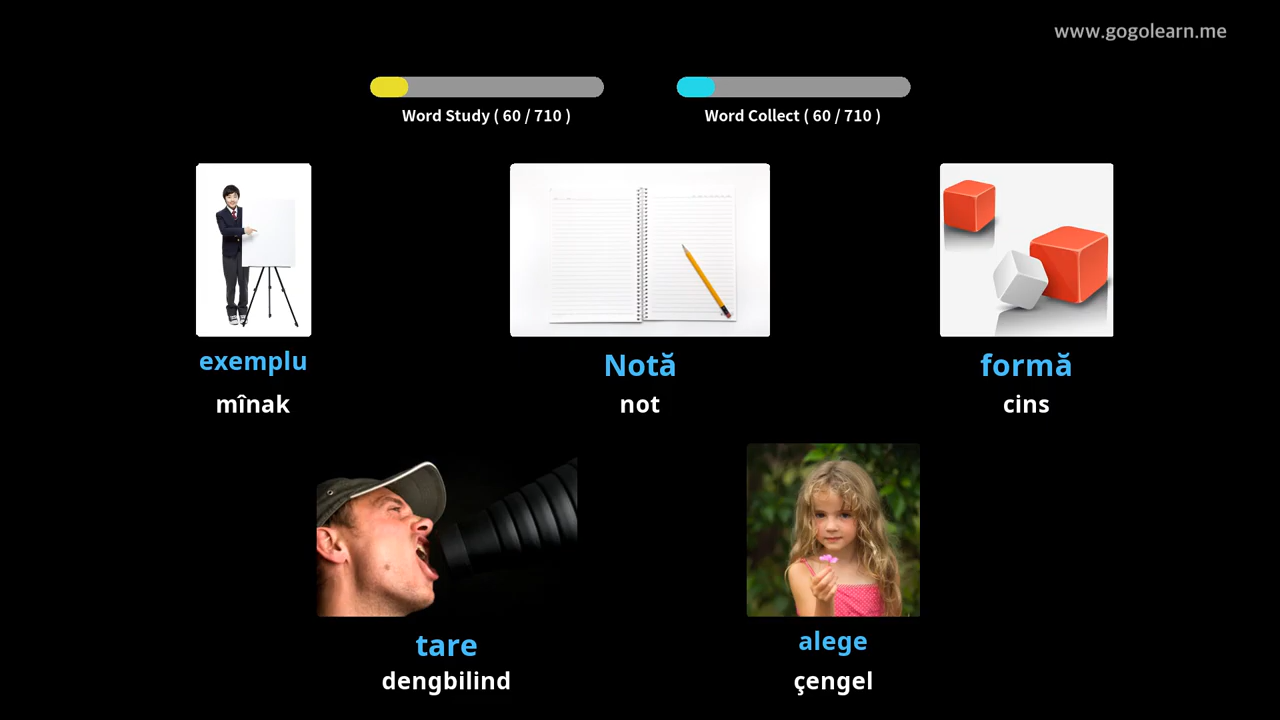 www.gogolearn.me
Word Study ( 60 / 710 )
Word Collect ( 60 / 710 )
exemplu
mînak
Notă
not
formă
cins
tare
dengbilind
alege
çengel